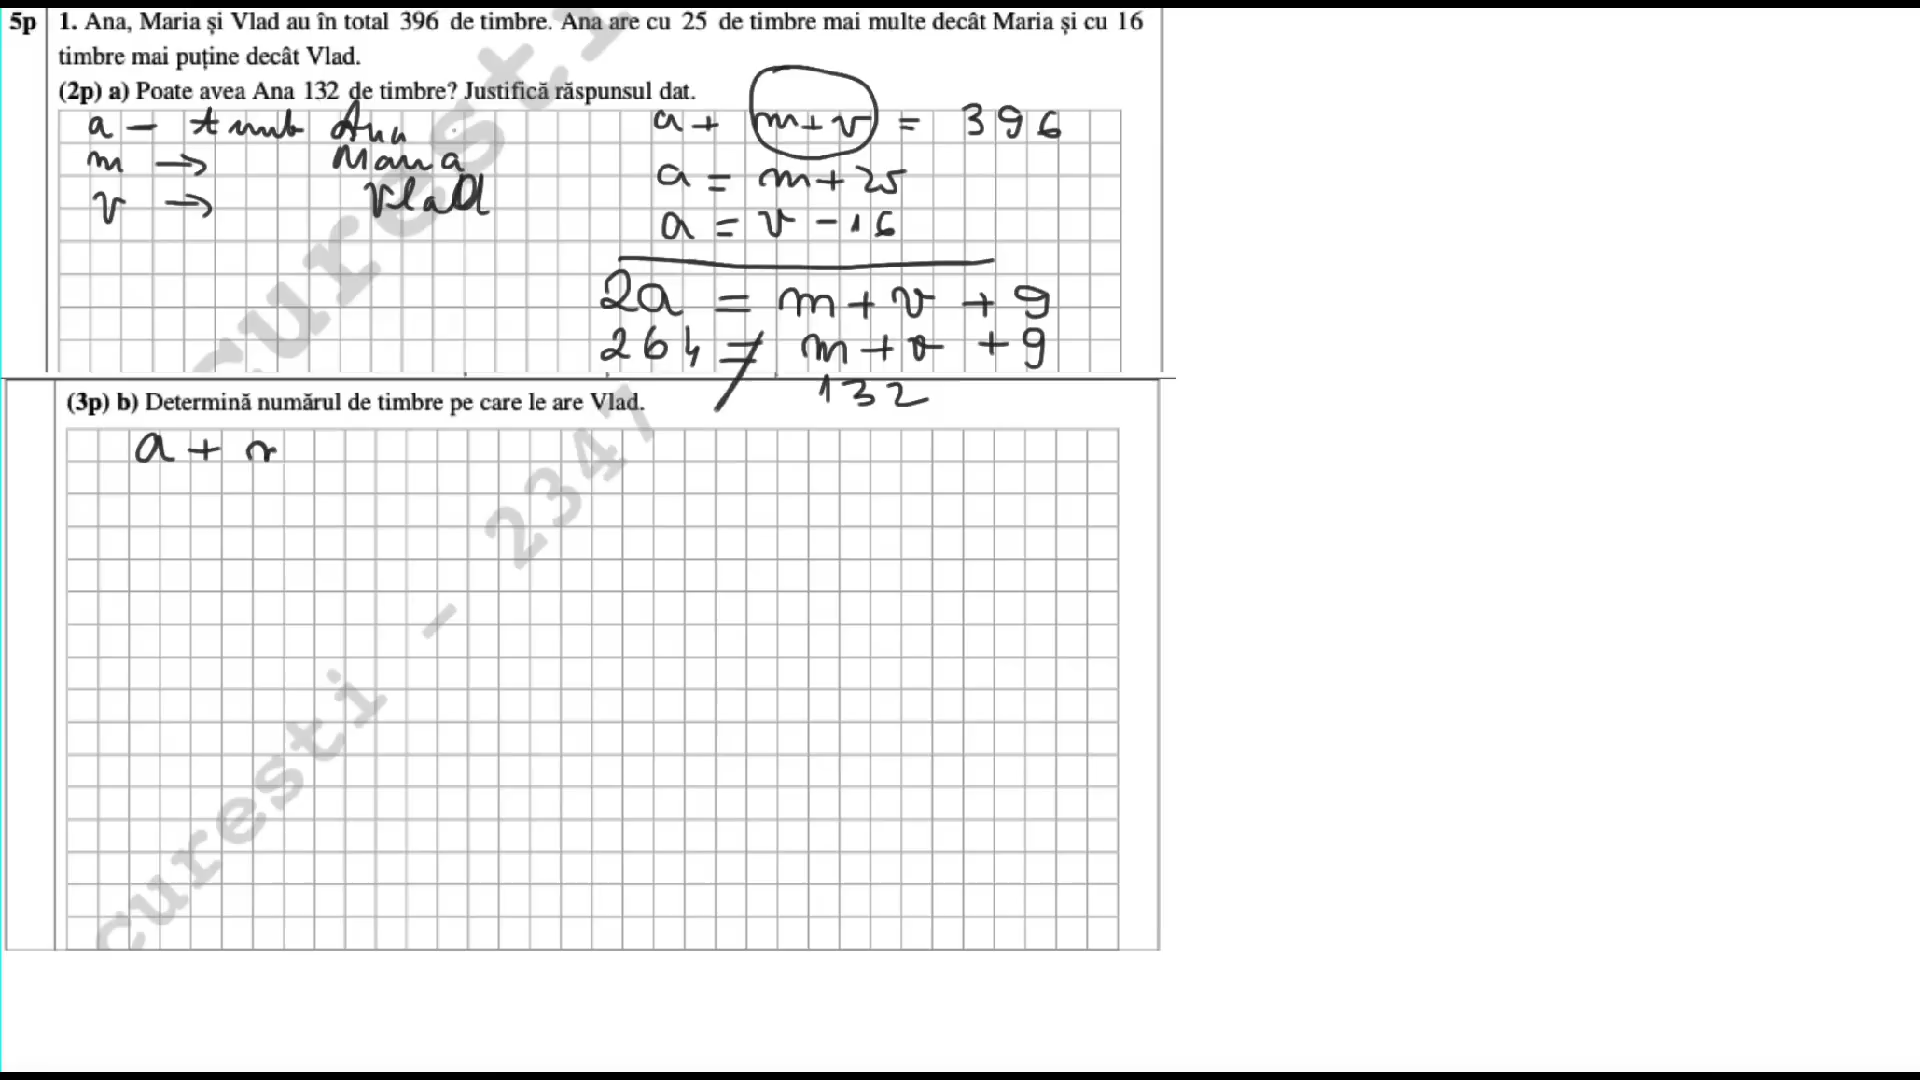 5p 1. Ana, Maria și Vlad au în total 396 de timbre. Ana are cu 25 de timbre mai multe decât Maria și cu 16
timbre mai puține decât Vlad.
(2p) a) Poate avea Ana 132 de timbre? Justifică răspunsul dat.
a - Ana
m → Maria
v → Vlad
a + m+v = 396
a = m+25
a = v - 16
2a = m+v+9
264 ≠ m+v+9
132
(3p) b) Determină numărul de timbre pe care le are Vlad.
a +
curesti
curesti - 2347